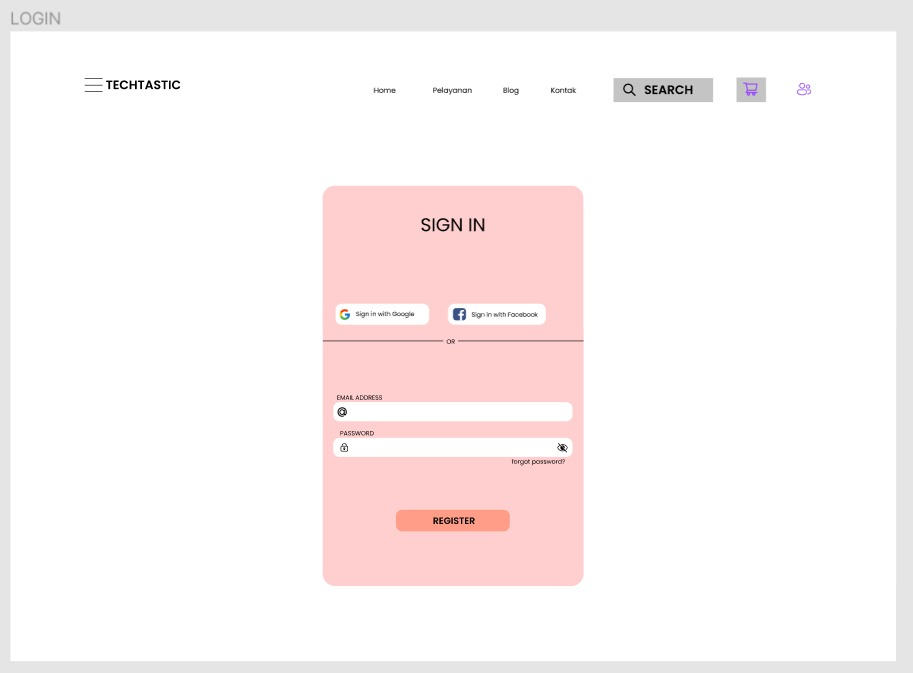 LOGIN
TECHTASTIC
Home Pelayanan Blog Kontak SEARCH
SIGN IN
Sign in with Google Sign in with Facebook
OR
EMAIL ADDRESS
PASSWORD
forgot password?
REGISTER